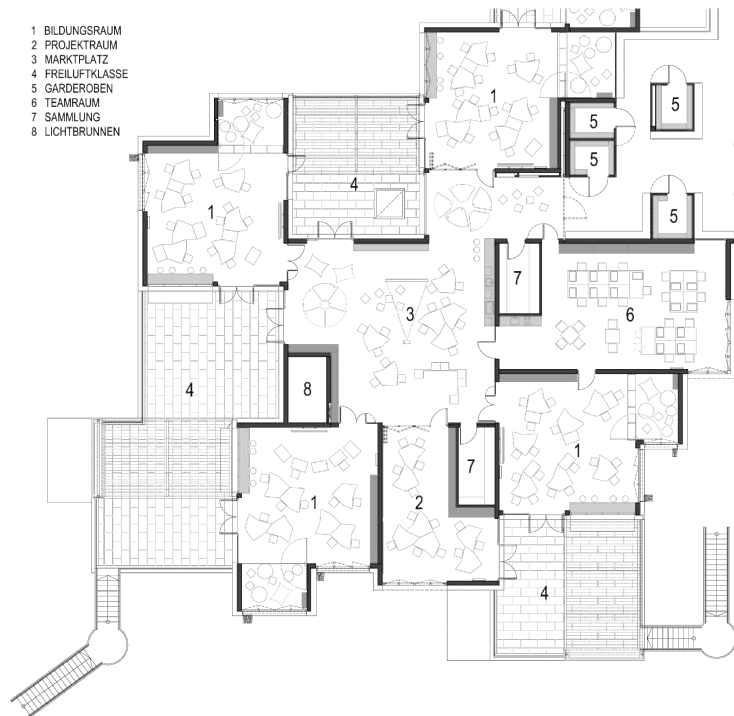 1 BILDUNGSRAUM
2 PROJEKTRAUM
3 MARKTPLATZ
4 FREILUFTKLASSE
5 GARDEROBEN
6 TEAMRAUM
7 SAMMLUNG
8 LICHTBRUNNEN
1
5
5
5
4
1
5
7
3
6
8
4
1
7
1
2
4